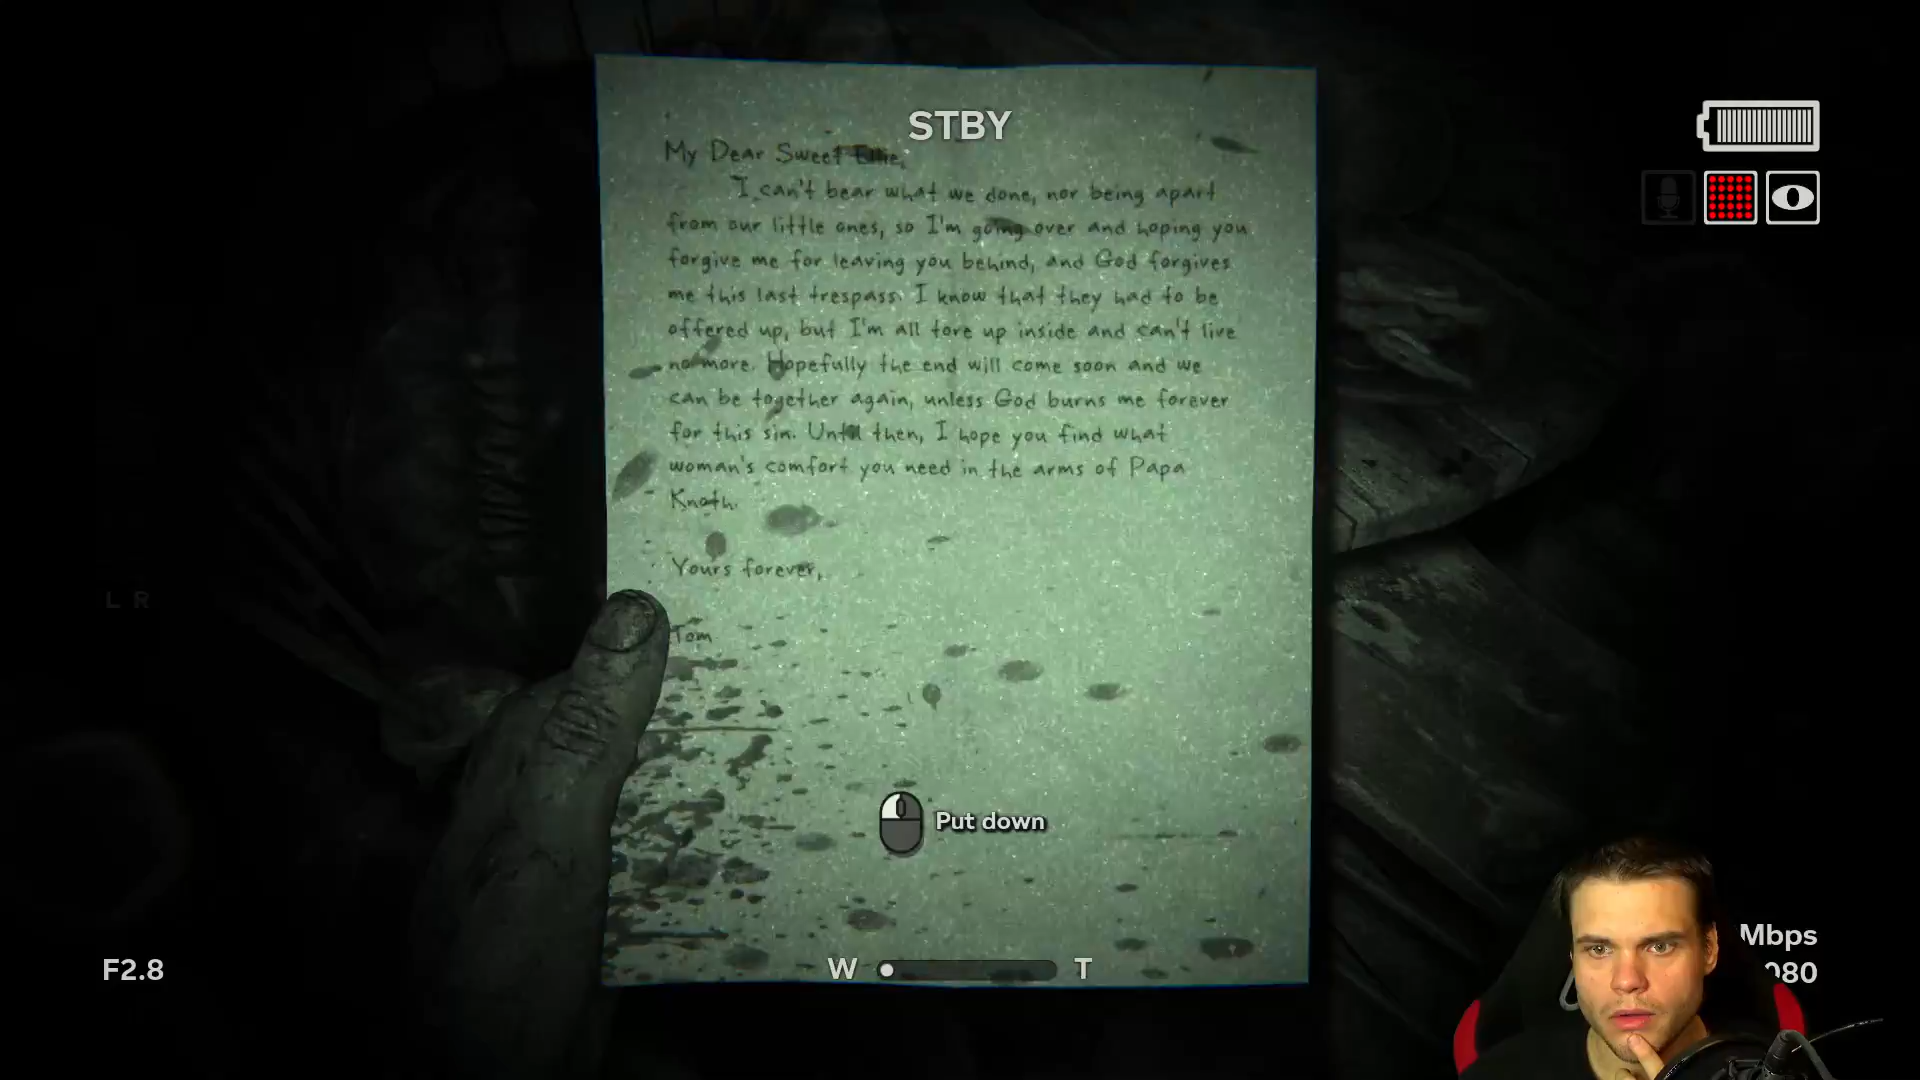 STBY
My Dear Sweet Ellie,
I can't bear what we done, nor being apart
from our little ones, so I'm going over and hoping you
forgive me for leaving you behind, and God forgives
me this last trespass. I know that they had to be
offered up, but I'm all tore up inside and can't live
no more. Hopefully the end will come soon and we
can be together again, unless God burns me forever
for this sin. Until then, I hope you find what
woman's comfort you need in the arms of Papa
Knoth.
Yours forever,
L R
Tom
Put down
Mbps
F2.8
W T
080